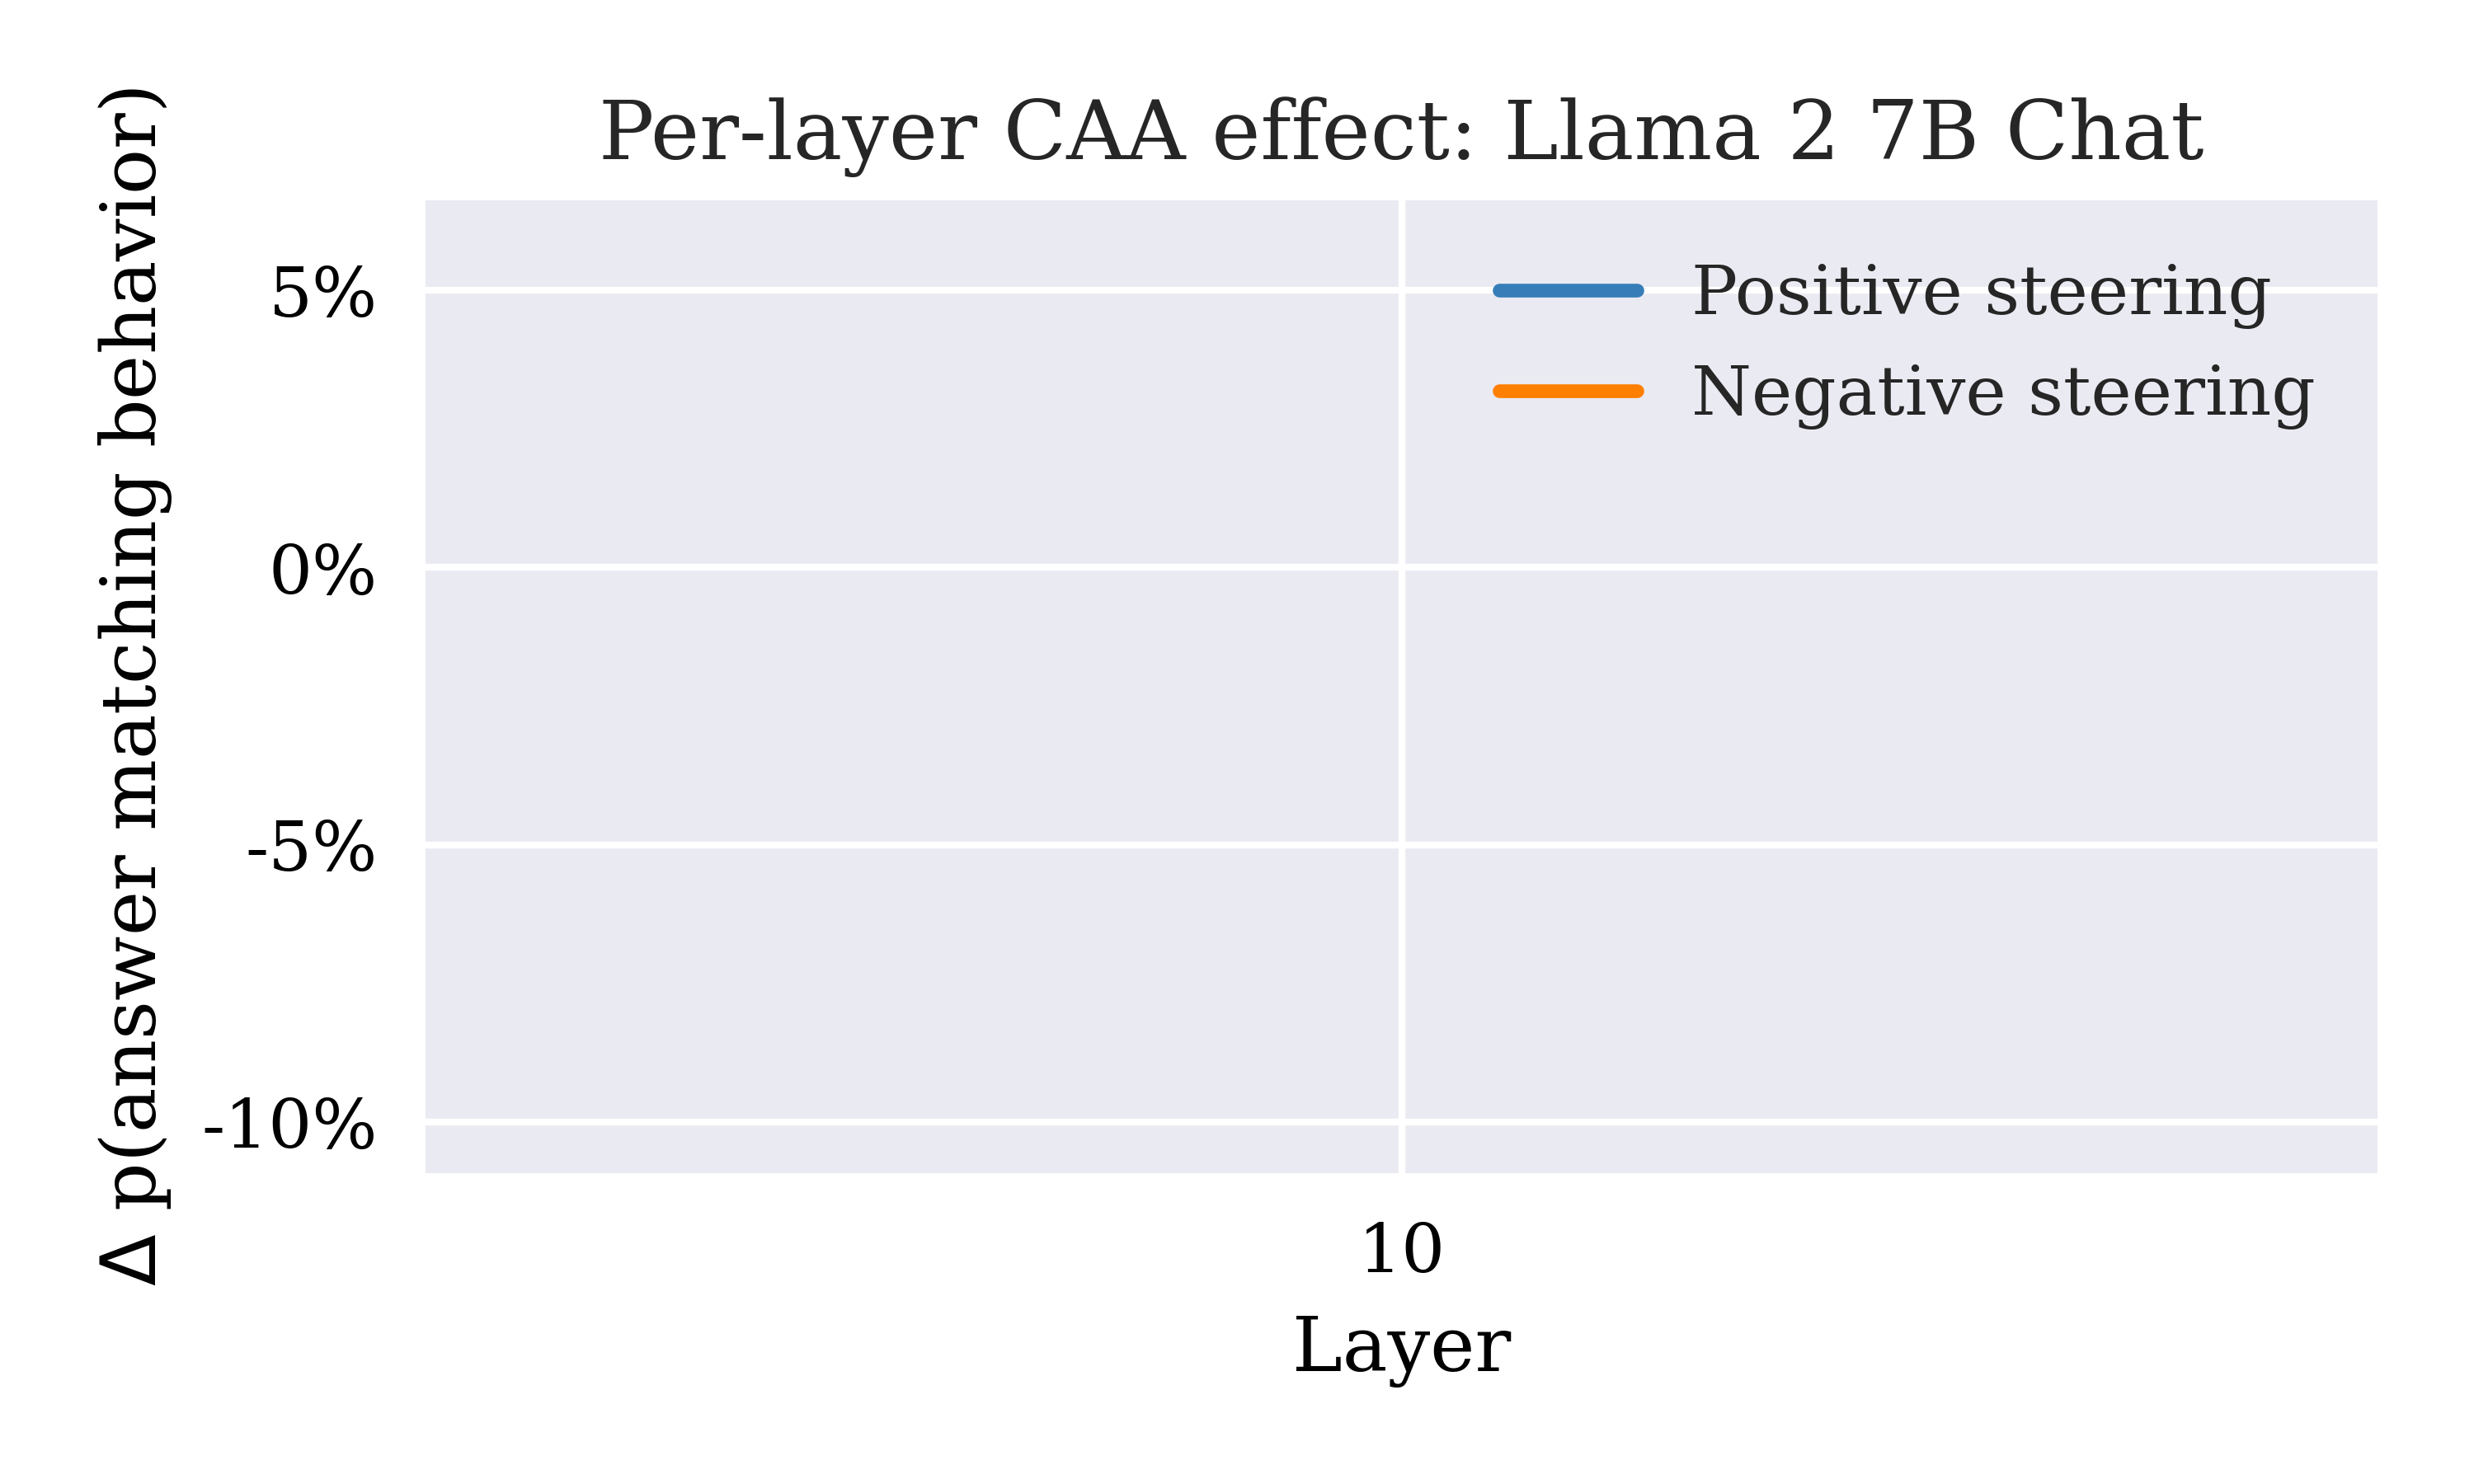 Per-layer CAA effect: Llama 2 7B Chat
Δ p(answer matching behavior)
5%
0%
-5%
-10%
Positive steering
Negative steering
10
Layer